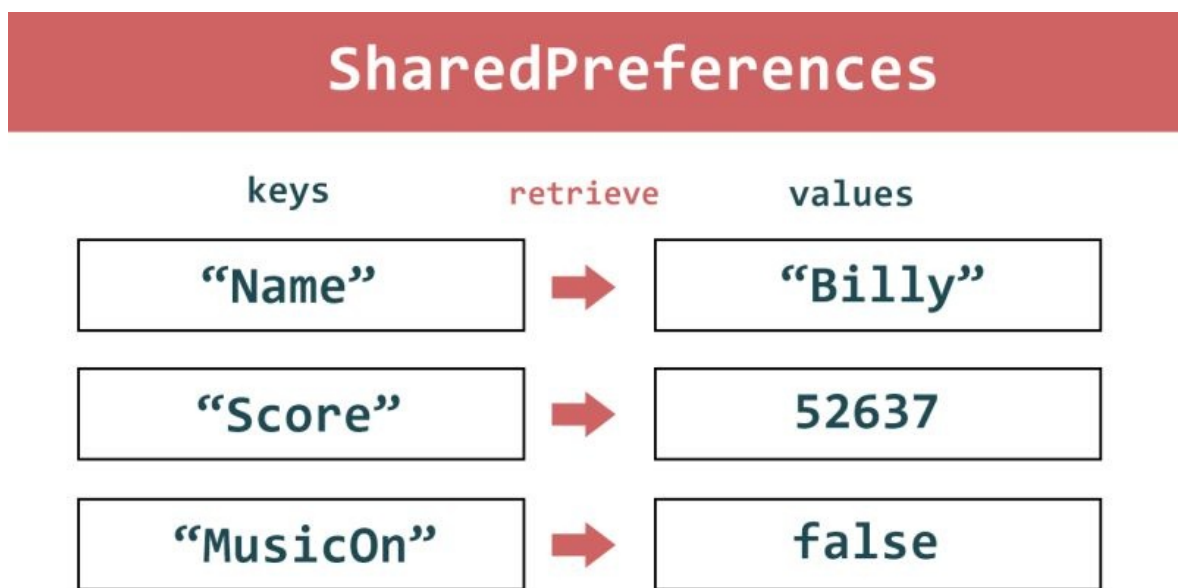 SharedPreferences
keys retrieve values
“Name” “Billy”
“Score” 52637
“MusicOn” false